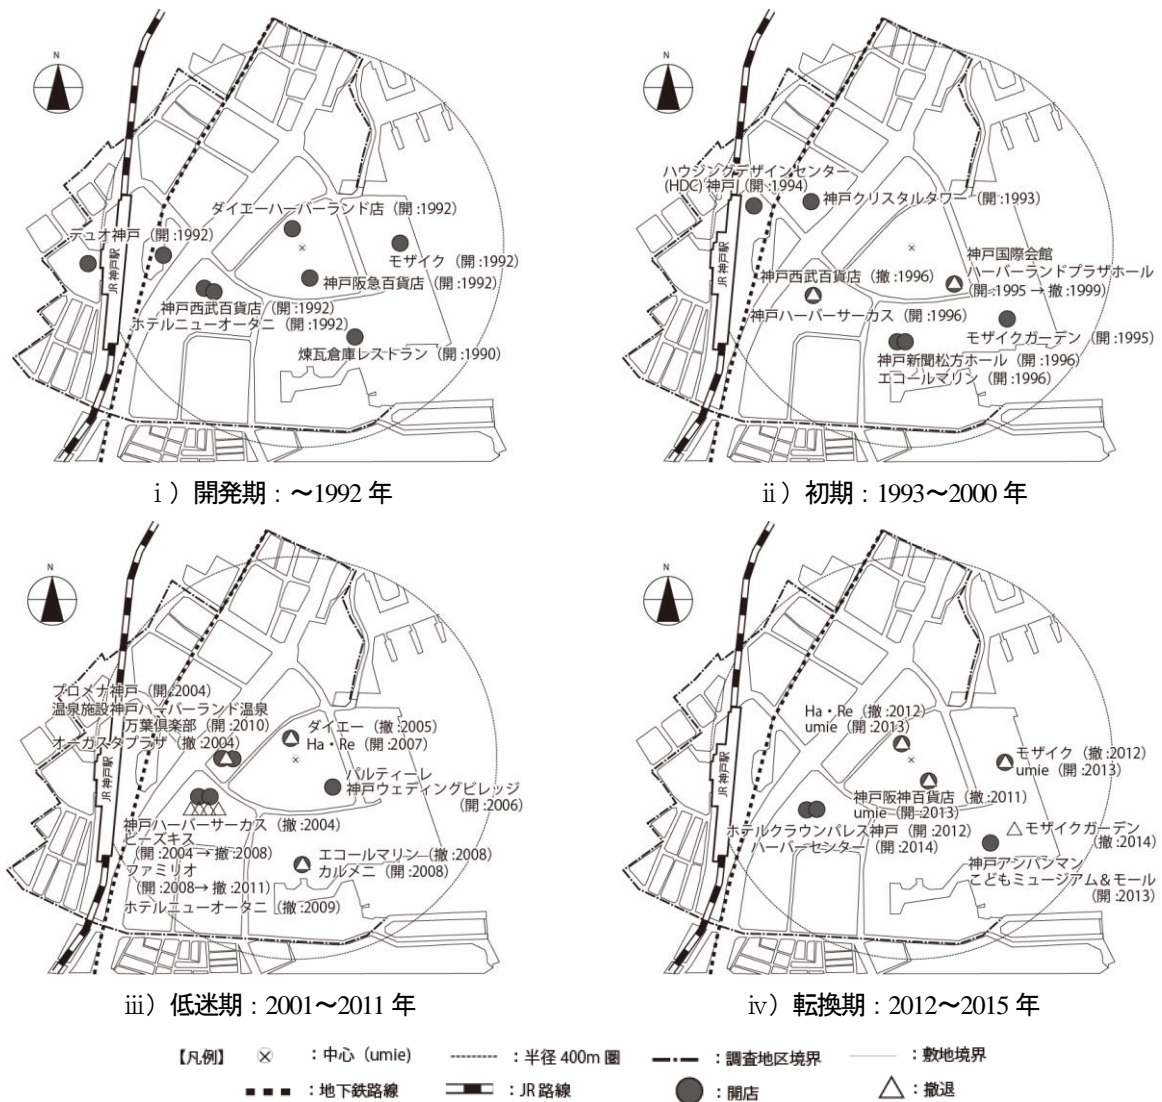 N
ダイエーハーバーランド店（開:1992）
デュオ神戸（開:1992）
JR神戸駅
モザイク（開:1992）
神戸阪急百貨店（開:1992）
神戸西武百貨店（開:1992）
ホテルニューオータニ（開:1992）
煉瓦倉庫レストラン（開:1990）
ⅰ）開発期：～1992 年
N
ハウジングデザインセンター
(HDC)神戸（開:1994）
神戸クリスタルタワー（開:1993）
JR神戸駅
神戸西武百貨店（撤:1996）
神戸国際会館
ハーバーランドプラザホール
（開:1995 → 撤:1999）
神戸ハーバーサーカス（開:1996）
モザイクガーデン（開:1995）
神戸新聞松方ホール（開:1996）
エコールマリン（開:1996）
ⅱ）初期：1993～2000 年
N
プロメナ神戸（開:2004）
温泉施設神戸ハーバーランド温泉
万葉倶楽部（開:2010）
オーガスタプラザ（撤:2004）
ダイエー（撤:2005）
Ha・Re（開:2007）
JR神戸駅
パルティーレ
神戸ウェディングビレッジ
（開:2006）
神戸ハーバーサーカス（撤:2004）
ビーズキス
（開:2004→ 撤:2008）
ファミリオ
（開:2008→ 撤:2011）
ホテルニューオータニ（撤:2009）
エコールマリン（撤:2008）
カルメニ（開:2008）
ⅲ）低迷期：2001～2011 年
N
Ha・Re（撤:2012）
umie（開:2013）
JR神戸駅
モザイク（撤:2012）
umie（開:2013）
神戸阪神百貨店（撤:2011）
umie（開:2013）
ホテルクラウンパレス神戸（開:2012）
ハーバーセンター（開:2014）
モザイクガーデン
（撤:2014）
神戸アンパンマン
こどもミュージアム＆モール
（開:2013）
ⅳ）転換期：2012～2015 年
【凡例】 ：中心（umie） ：半径 400m 圏 ：調査地区境界 ：敷地境界
：地下鉄路線 ：JR 路線 ：開店 ：撤退